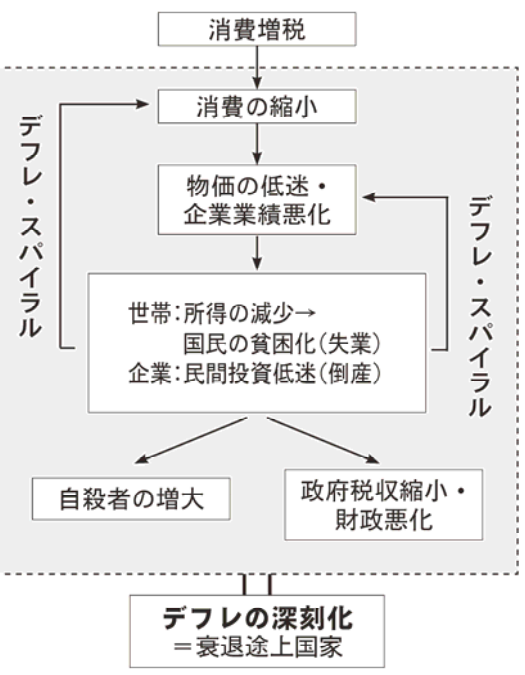 消費増税
消費の縮小
デフレ・スパイラル
物価の低迷・
企業業績悪化
デフレ・スパイラル
世帯：所得の減少→
国民の貧困化（失業）
企業：民間投資低迷（倒産）
自殺者の増大
政府税収縮小・
財政悪化
デフレの深刻化
＝衰退途上国家